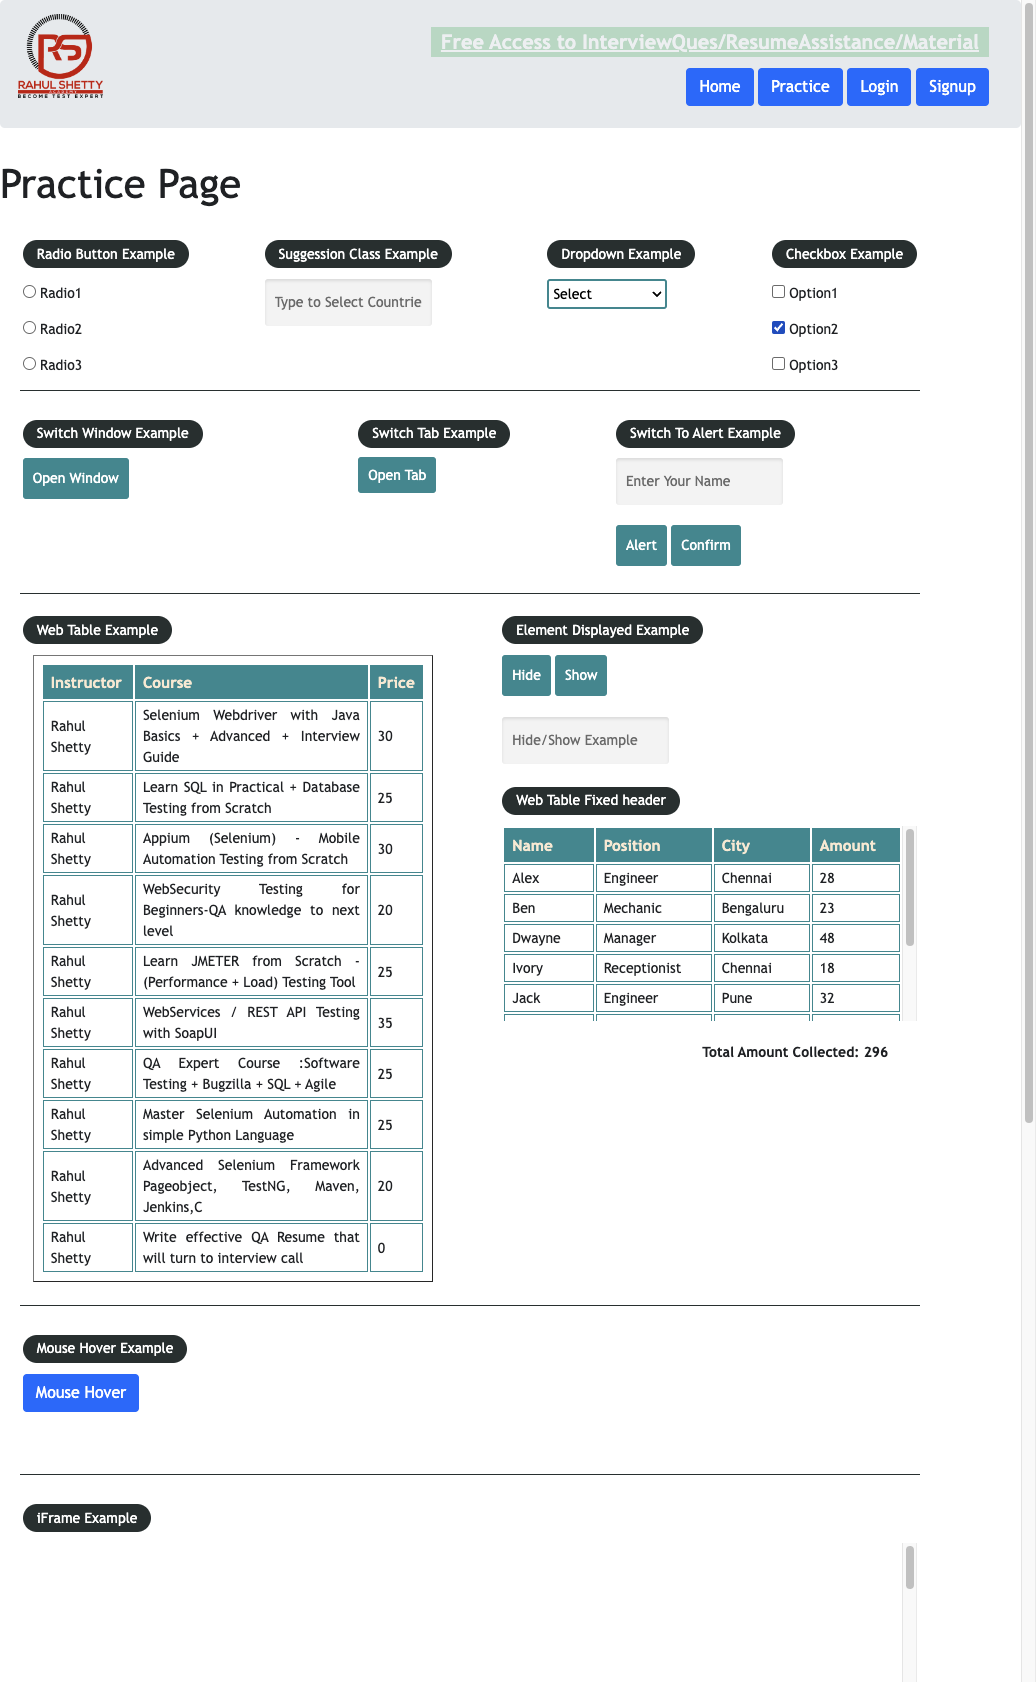 RS
RAHUL SHETTY
ACADEMY
BECOME TEST EXPERT
Free Access to InterviewQues/ResumeAssistance/Material
Home Practice Login Signup
Practice Page
Radio Button Example
Radio1
Radio2
Radio3
Suggession Class Example
Type to Select Countrie
Dropdown Example
Select
Checkbox Example
Option1
Option2
Option3
Switch Window Example
Open Window
Switch Tab Example
Open Tab
Switch To Alert Example
Enter Your Name
Alert Confirm
Web Table Example
Instructor Course Price
Rahul
Shetty
Selenium Webdriver with Java
Basics + Advanced + Interview
Guide
30
Rahul
Shetty
Learn SQL in Practical + Database
Testing from Scratch
25
Rahul
Shetty
Appium (Selenium) - Mobile
Automation Testing from Scratch
30
Rahul
Shetty
WebSecurity Testing for
Beginners-QA knowledge to next
level
20
Rahul
Shetty
Learn JMETER from Scratch -
(Performance + Load) Testing Tool
25
Rahul
Shetty
WebServices / REST API Testing
with SoapUI
35
Rahul
Shetty
QA Expert Course :Software
Testing + Bugzilla + SQL + Agile
25
Rahul
Shetty
Master Selenium Automation in
simple Python Language
25
Rahul
Shetty
Advanced Selenium Framework
Pageobject, TestNG, Maven,
Jenkins,C
20
Rahul
Shetty
Write effective QA Resume that
will turn to interview call
0
Element Displayed Example
Hide Show
Hide/Show Example
Web Table Fixed header
Name Position City Amount
Alex Engineer Chennai 28
Ben Mechanic Bengaluru 23
Dwayne Manager Kolkata 48
Ivory Receptionist Chennai 18
Jack Engineer Pune 32
Total Amount Collected: 296
Mouse Hover Example
Mouse Hover
iFrame Example